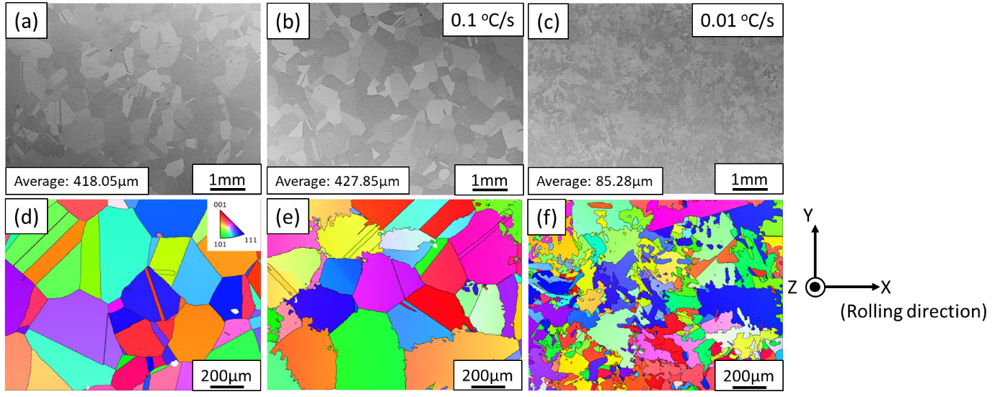 (a)
(b)
0.1 °C/s
(c)
0.01 °C/s
Average: 418.05μm
1mm
Average: 427.85μm
1mm
Average: 85.28μm
1mm
(d)
001
101
111
200μm
(e)
200μm
(f)
200μm
Y
Z
X
(Rolling direction)